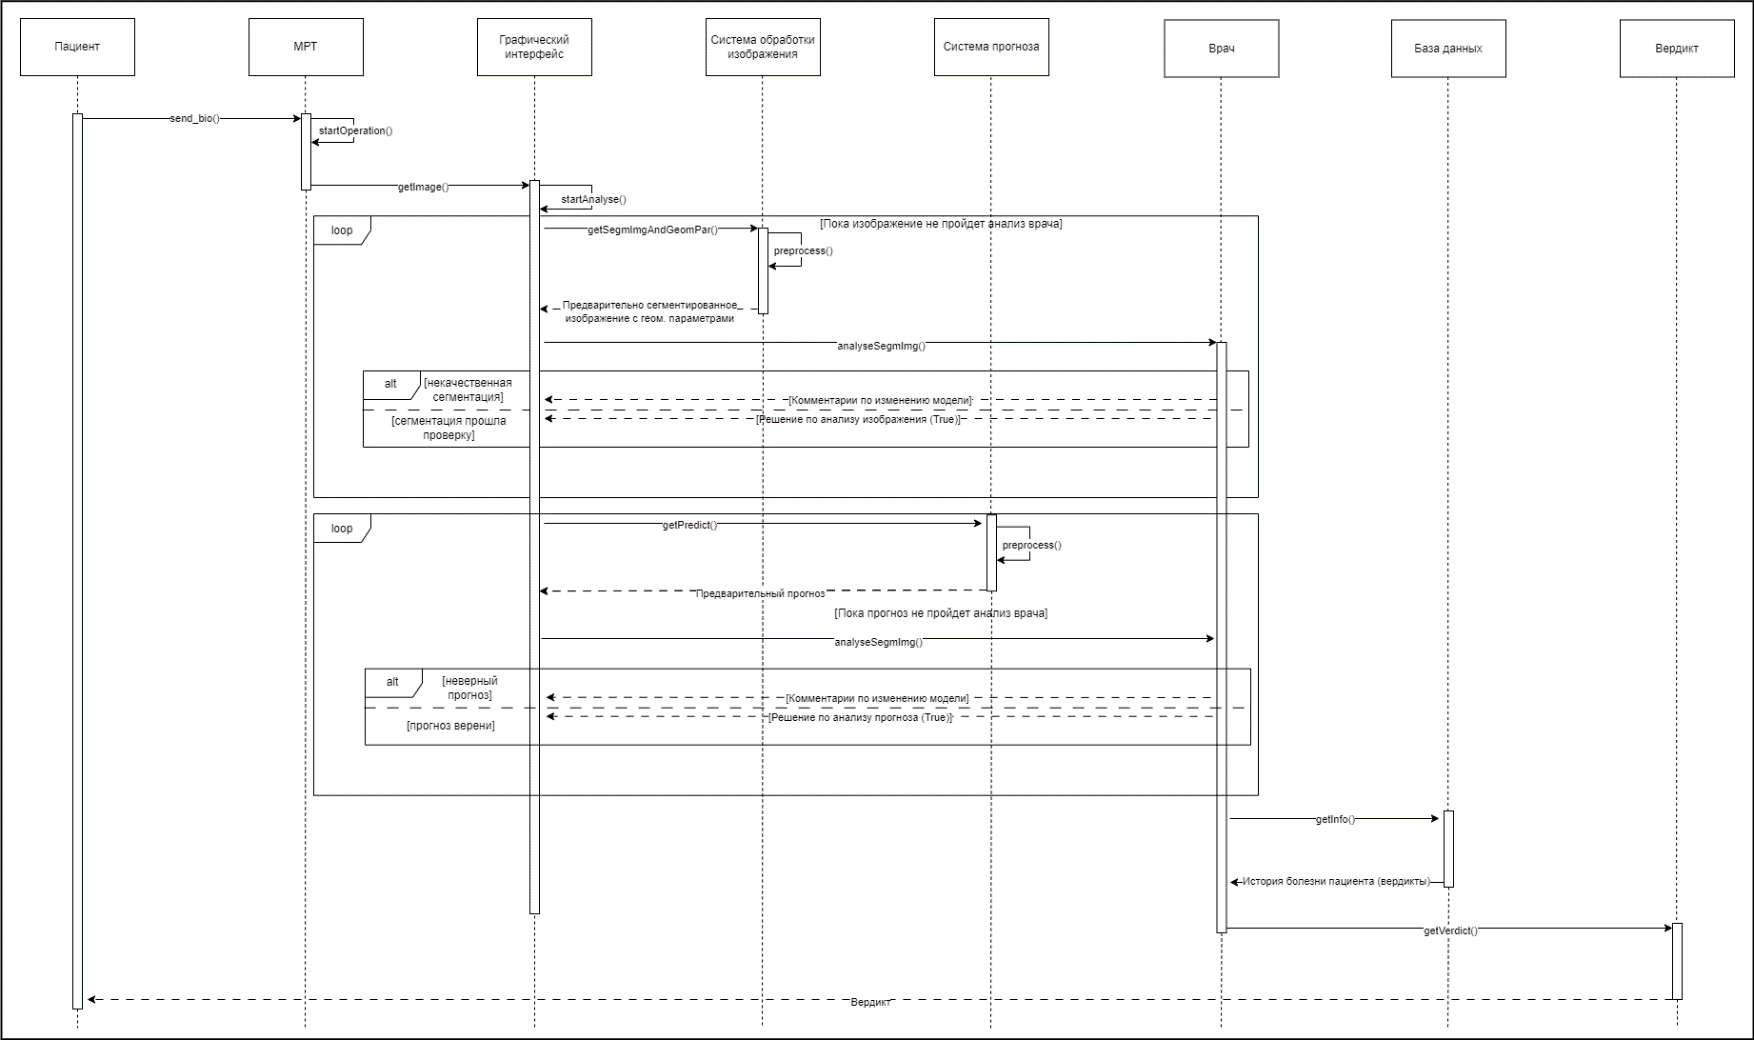 Пациент
МРТ
Графический
интерфейс
Система обработки
изображения
Система прогноза
Врач
База данных
Вердикт
send_bio()
startOperation()
getImage()
startAnalyse()
loop
[Пока изображение не пройдет анализ врача]
getSegmImgAndGeomPar()
preprocess()
Предварительно сегментированное
изображение с геом. параметрами
analyseSegmImg()
alt
[некачественная
сегментация]
[Комментарии по изменению модели]
[Решение по анализу изображения (True)]
[сегментация прошла
проверку]
loop
getPredict()
preprocess()
Предварительный прогноз
[Пока прогноз не пройдет анализ врача]
analyseSegmImg()
alt
[неверный
прогноз]
[Комментарии по изменению модели]
[Решение по анализу прогноза (True)]
[прогноз верени]
getInfo()
История болезни пациента (вердикты)
getVerdict()
Вердикт